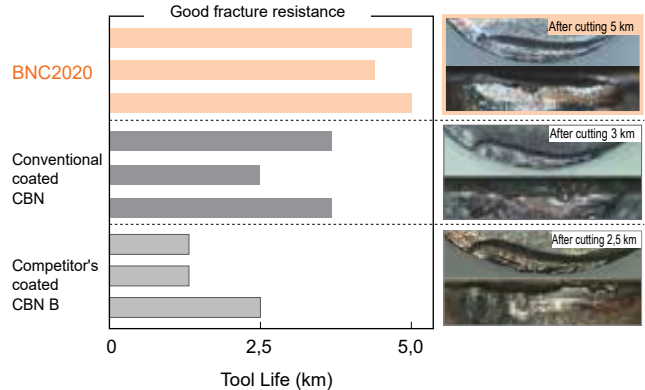 Good fracture resistance
BNC2020
After cutting 5 km
Conventional
coated
CBN
After cutting 3 km
Competitor's
coated
CBN B
After cutting 2,5 km
0
2,5
5,0
Tool Life (km)